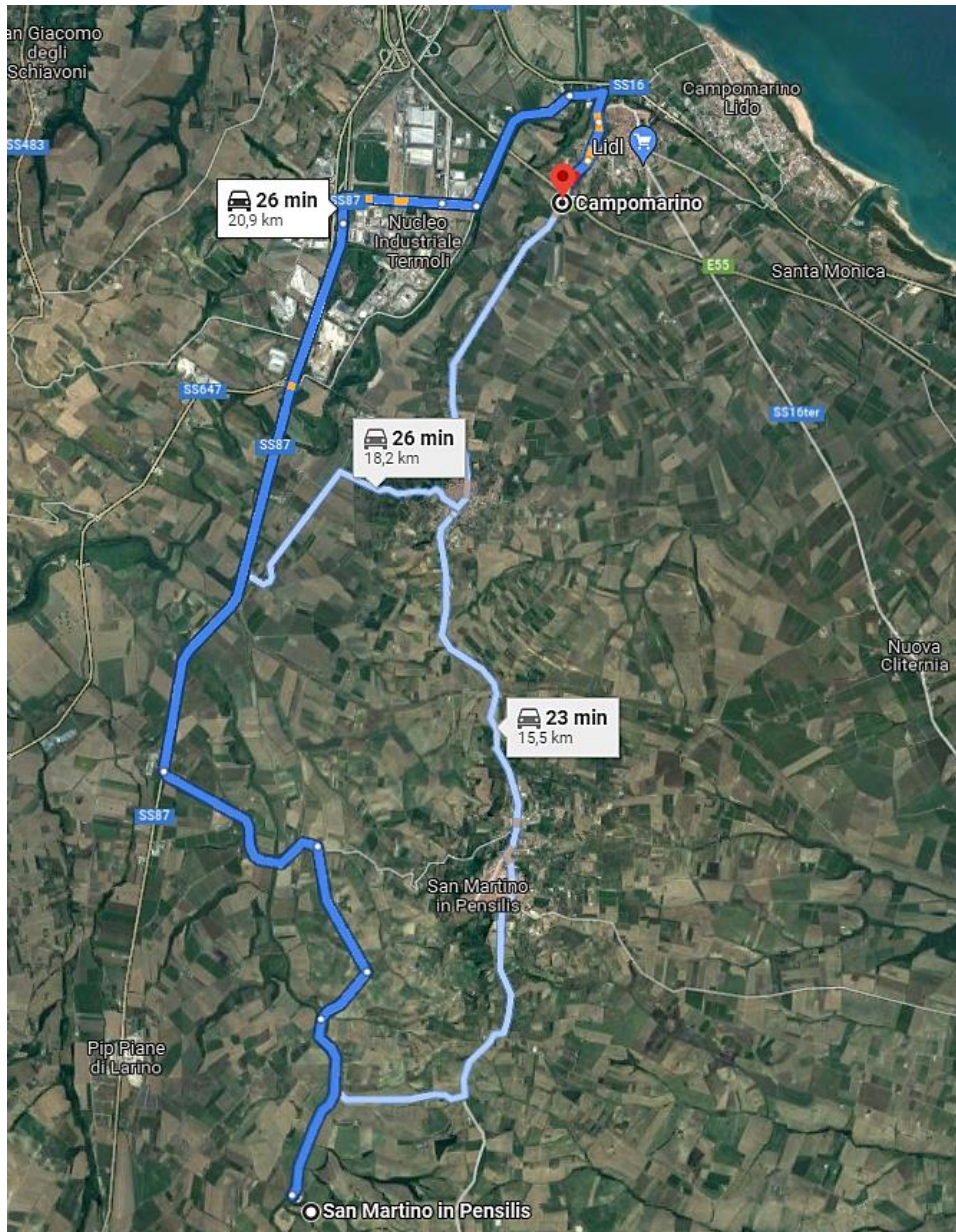 an Giacomo
degli
Schiavoni
SS16
Campomarino
Lido
SS483
Lidl
26 min
20,9 km
SS87
Campomarino
Nucleo
Industriale
Termoli
E55
Santa Monica
SS647
SS16ter
26 min
18,2 km
SS87
Nuova
Cliternia
23 min
15,5 km
SS87
San Martino
in Pensilis
Pip Piane
di Larino
San Martino in Pensilis